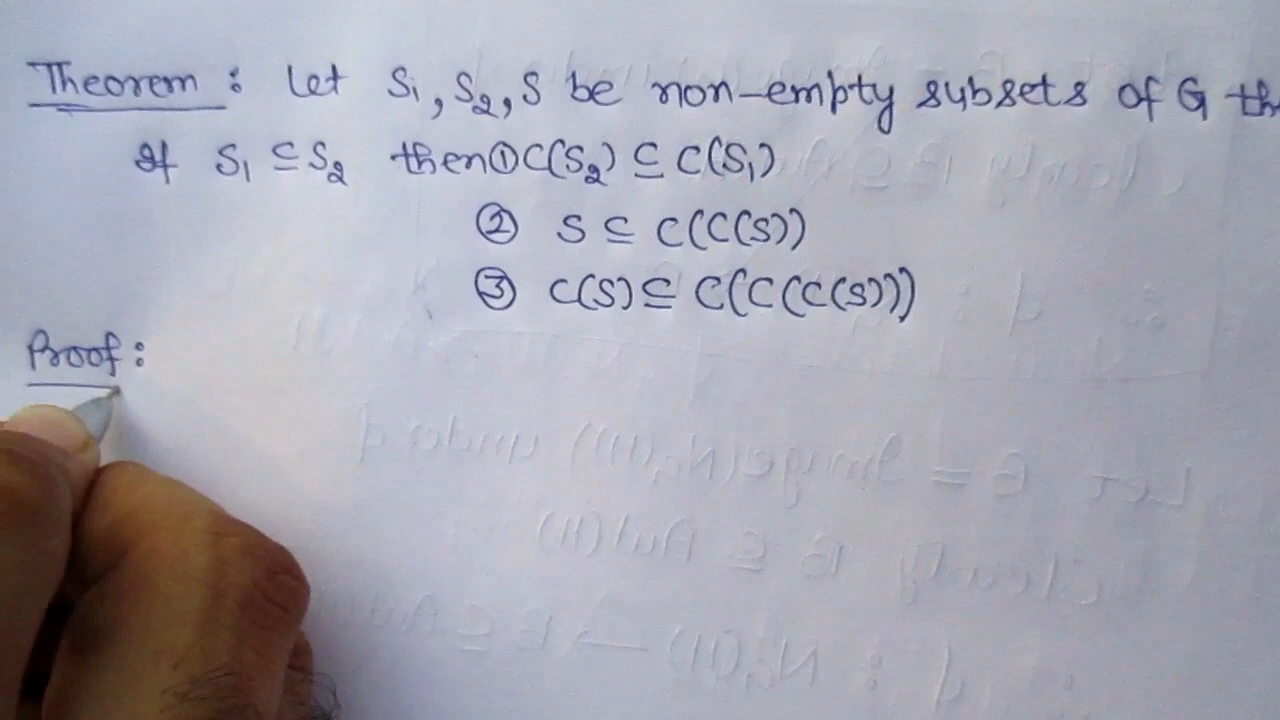 Theorem : Let S₁, S₂, S be non-empty subsets of G th
If S₁ ⊆ S₂ then ① C(S₂) ⊆ C(S₁)
② S ⊆ C(C(S))
③ C(S) ⊆ C(C(C(S)))
Proof :